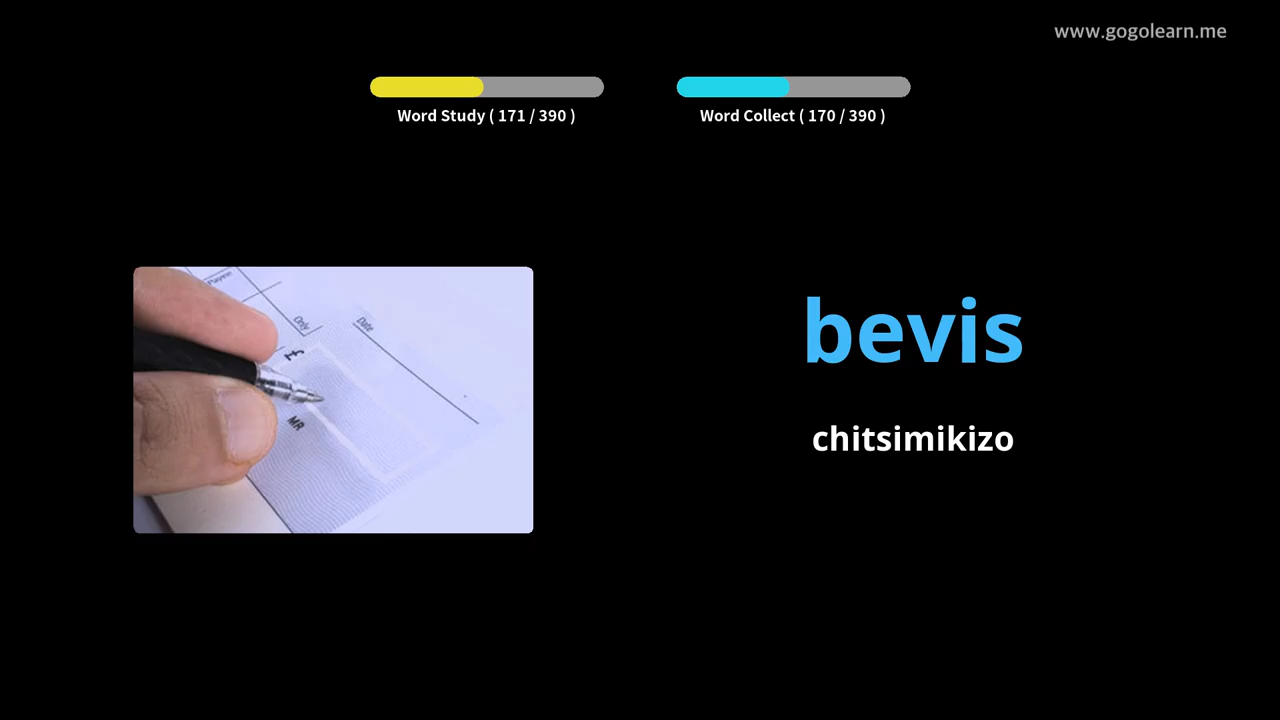 www.gogolearn.me
Word Study ( 171 / 390 )
Word Collect ( 170 / 390 )
bevis
chitsimikizo
Only
Date
MR